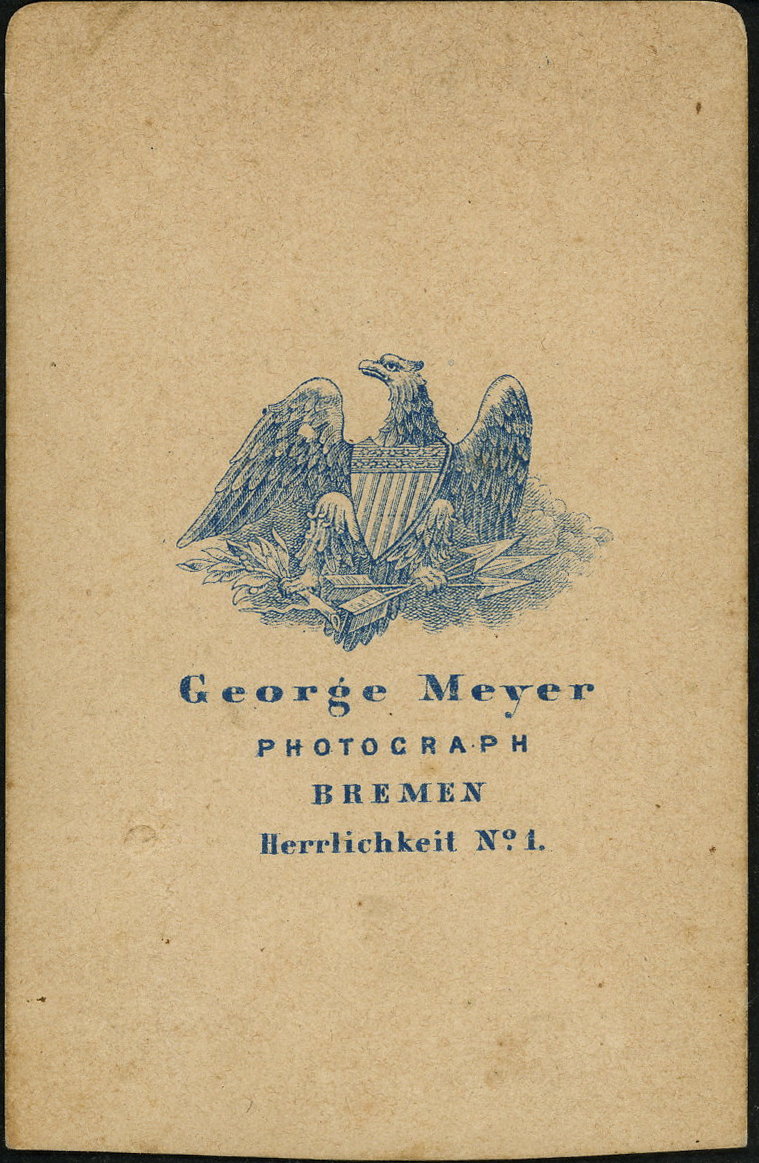 George Meyer
PHOTOGRAPH
BREMEN
Herrlichkeit Nº 1.